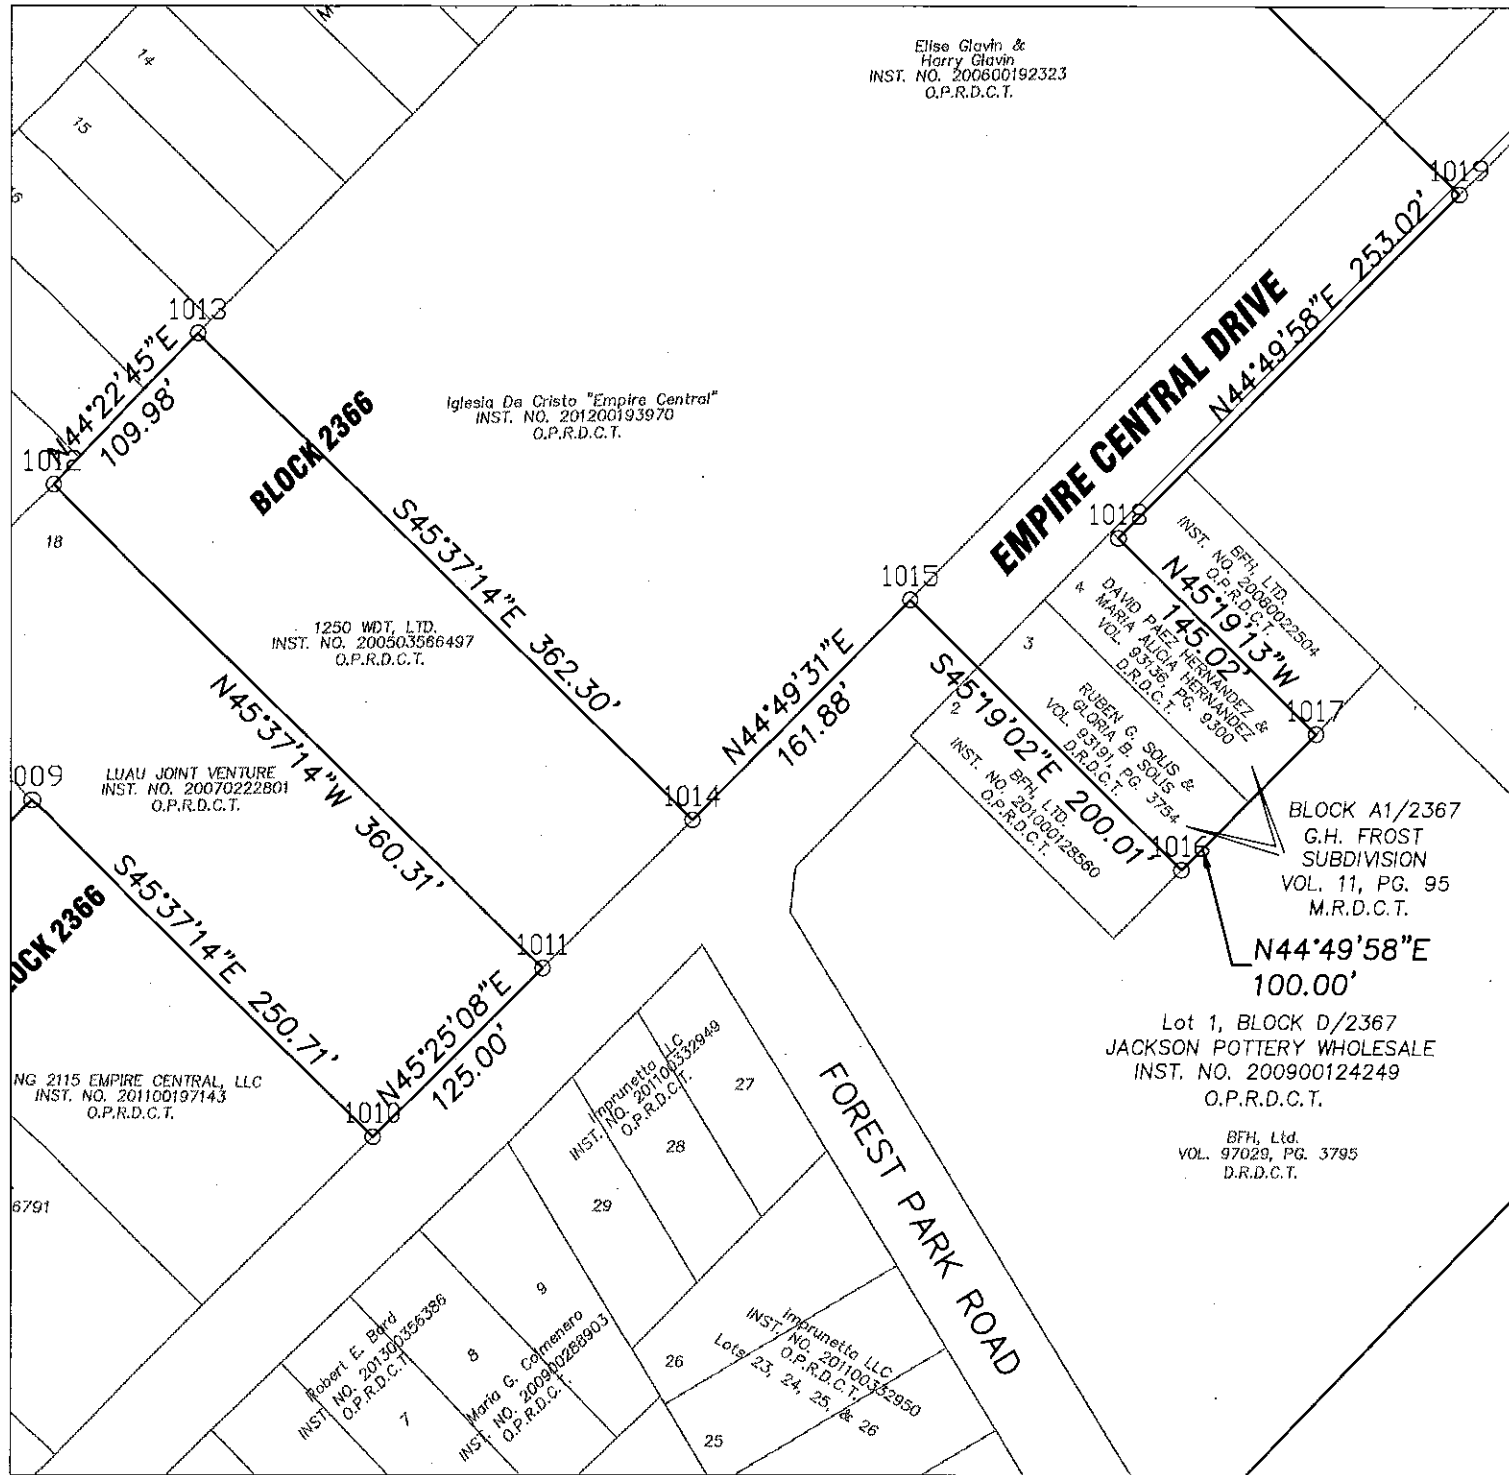 14
15
Elise Glavin &
Harry Glavin
INST. NO. 200600192323
O.P.R.D.C.T.
1019
N44°49'58"E 253.02'
EMPIRE CENTRAL DRIVE
1013
N44°22'45"E
109.98'
1012
18
BLOCK 2366
Iglesia De Cristo "Empire Central"
INST. NO. 201200193970
O.P.R.D.C.T.
S45°37'14"E 362.30'
1250 WDT, LTD.
INST. NO. 200503566497
O.P.R.D.C.T.
N45°37'14"W 360.31'
1018
1015
N44°49'31"E
161.88'
1014
BFH, LTD.
INST. NO. 20080022504
O.P.R.D.C.T.
N45°19'13"W
145.02'
4
DAVID PAEZ HERNANDEZ &
MARIA ALICIA HERNANDEZ
VOL. 93136, PG. 9300
D.R.D.C.T.
3
RUBEN G. SOLIS &
GLORIA B. SOLIS
VOL. 93191, PG. 3754
D.R.D.C.T.
S45°19'02"E 200.01'
2
BFH, LTD.
INST. NO. 201000128560
O.P.R.D.C.T.
1017
1016
BLOCK A1/2367
G.H. FROST
SUBDIVISION
VOL. 11, PG. 95
M.R.D.C.T.
N44°49'58"E
100.00'
Lot 1, BLOCK D/2367
JACKSON POTTERY WHOLESALE
INST. NO. 200900124249
O.P.R.D.C.T.
BFH, Ltd.
VOL. 97029, PG. 3795
D.R.D.C.T.
009
LUAU JOINT VENTURE
INST. NO. 20070222801
O.P.R.D.C.T.
S45°37'14"E 250.71'
OCK 2366
1011
N45°25'08"E
125.00'
1010
NG 2115 EMPIRE CENTRAL, LLC
INST. NO. 201100197143
O.P.R.D.C.T.
6791
Imprunetta LLC
INST. NO. 201100332949
O.P.R.D.C.T.
27
28
29
FOREST PARK ROAD
9
8
7
Robert E. Bard
INST. NO. 201300356386
O.P.R.D.C.T.
Maria G. Colmenero
INST. NO. 200900288903
O.P.R.D.C.T.
Imprunetta LLC
INST. NO. 201100332950
O.P.R.D.C.T.
Lots 23, 24, 25, & 26
26
25